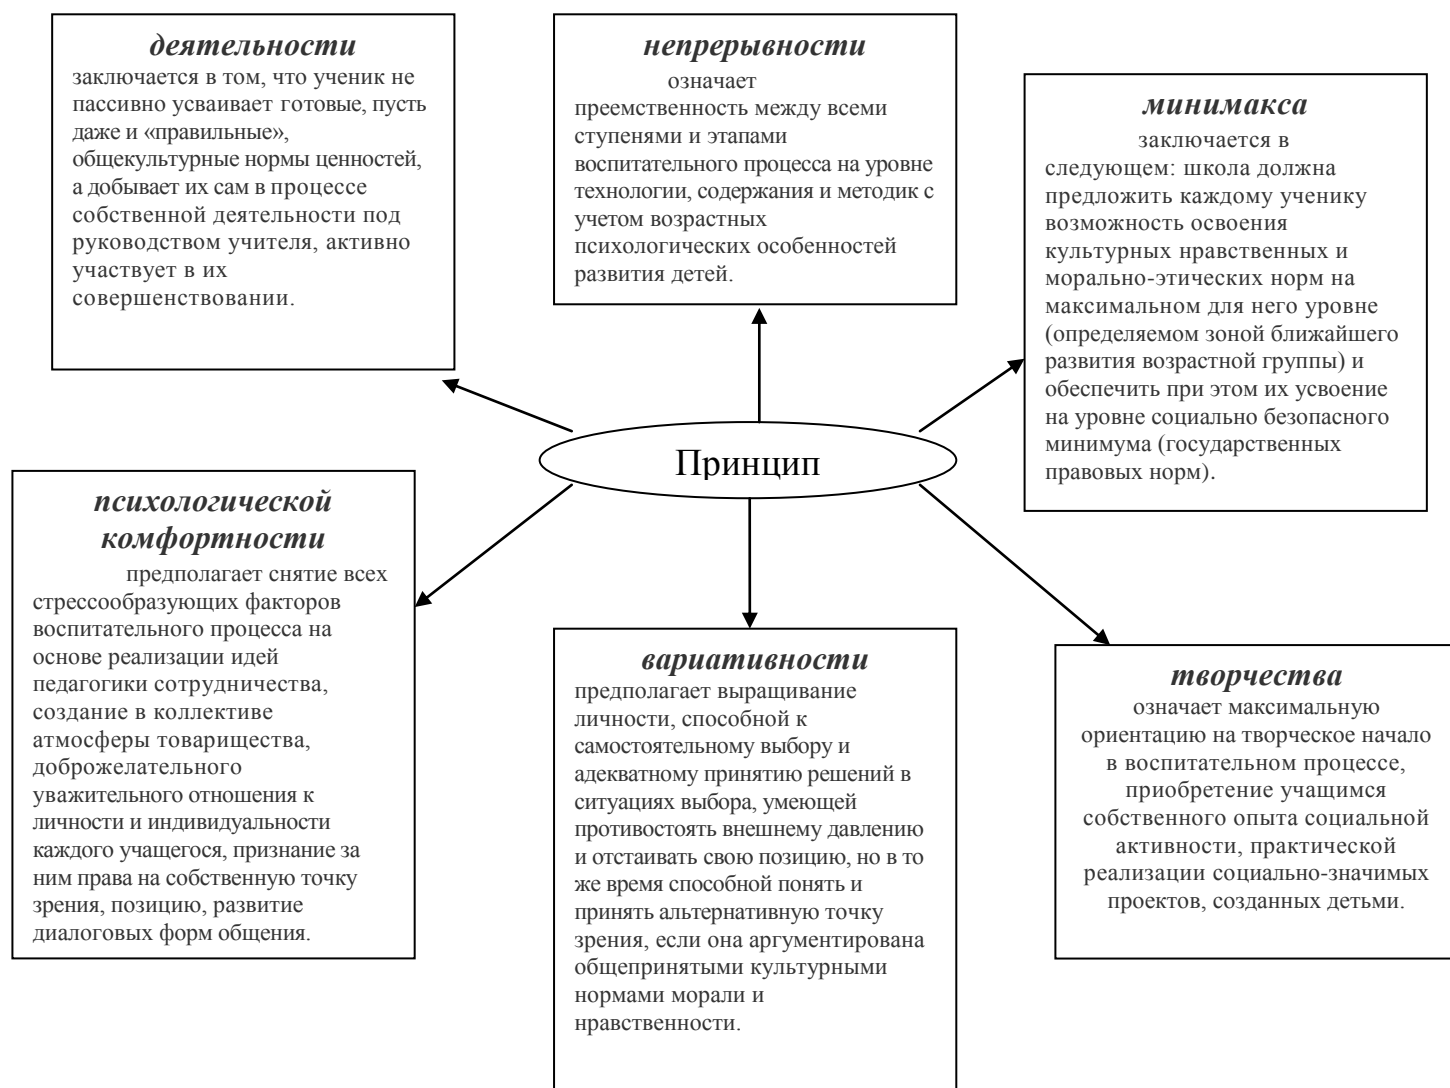 деятельности
заключается в том, что ученик не
пассивно усваивает готовые, пусть
даже и «правильные»,
общекультурные нормы ценностей,
а добывает их сам в процессе
собственной деятельности под
руководством учителя, активно
участвует в их
совершенствовании.
непрерывности
означает
преемственность между всеми
ступенями и этапами
воспитательного процесса на уровне
технологии, содержания и методик с
учетом возрастных
психологических особенностей
развития детей.
минимакса
заключается в
следующем: школа должна
предложить каждому ученику
возможность освоения
культурных нравственных и
морально-этических норм на
максимальном для него уровне
(определяемом зоной ближайшего
развития возрастной группы) и
обеспечить при этом их усвоение
на уровне социально безопасного
минимума (государственных
правовых норм).
Принцип
психологической
комфортности
предполагает снятие всех
стрессообразующих факторов
воспитательного процесса на
основе реализации идей
педагогики сотрудничества,
создание в коллективе
атмосферы товарищества,
доброжелательного
уважительного отношения к
личности и индивидуальности
каждого учащегося, признание за
ним права на собственную точку
зрения, позицию, развитие
диалоговых форм общения.
вариативности
предполагает выращивание
личности, способной к
самостоятельному выбору и
адекватному принятию решений в
ситуациях выбора, умеющей
противостоять внешнему давлению
и отстаивать свою позицию, но в то
же время способной понять и
принять альтернативную точку
зрения, если она аргументирована
общепринятыми культурными
нормами морали и
нравственности.
творчества
означает максимальную
ориентацию на творческое начало
в воспитательном процессе,
приобретение учащимся
собственного опыта социальной
активности, практической
реализации социально-значимых
проектов, созданных детьми.